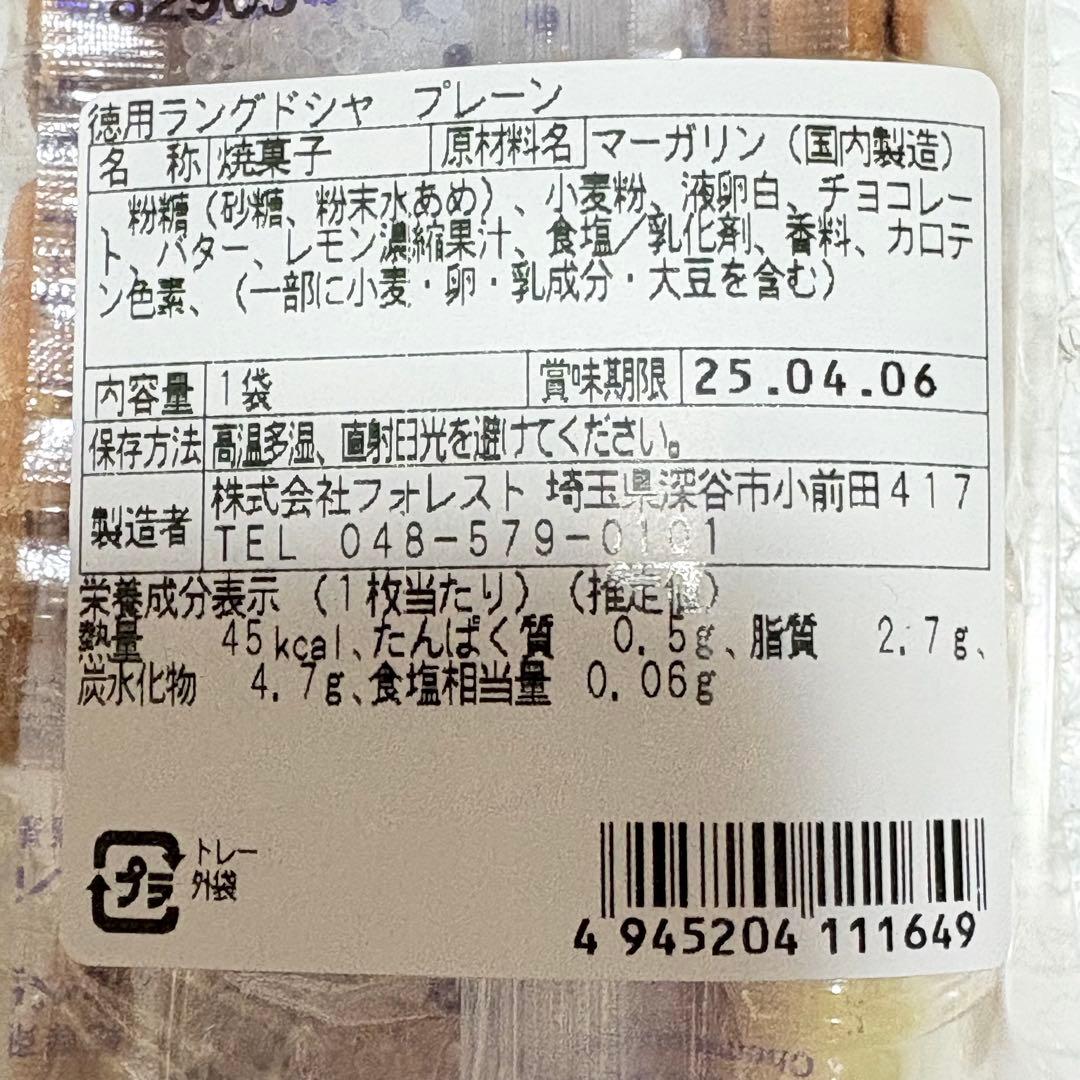 徳用ラングドシャ プレーン
名 称 焼菓子 原材料名 マーガリン(国内製造)
、粉糖(砂糖、粉末水あめ)、小麦粉、液卵白、チョコレー
ト、バター、レモン濃縮果汁、食塩/乳化剤、香料、カロテ
ン色素、(一部に小麦・卵・乳成分・大豆を含む)
内容量 1袋 賞味期限 25.04.06
保存方法 高温多湿、直射日光を避けてください。
製造者 株式会社フォレスト 埼玉県深谷市小前田417
TEL 048-579-0101
栄養成分表示(1枚当たり)(推定値)
熱量 45kcal、たんぱく質 0.5g、脂質 2.7g、
炭水化物 4.7g、食塩相当量 0.06g
プラ
トレー
外袋
4 945204 111649